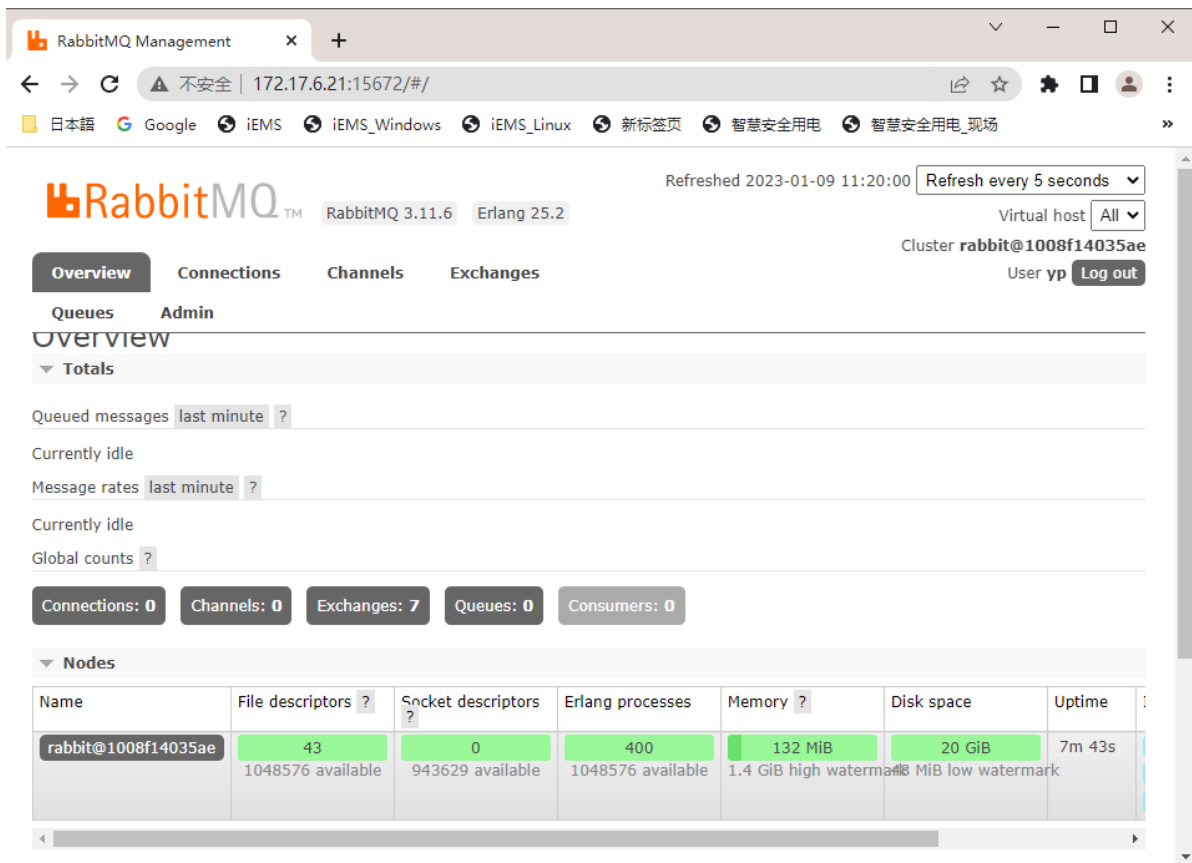 RabbitMQ Management
不安全 | 172.17.6.21:15672/#/
日本語 Google iEMS iEMS_Windows iEMS_Linux 新标签页 智慧安全用电 智慧安全用电_现场 »
RabbitMQ TM RabbitMQ 3.11.6 Erlang 25.2
Refreshed 2023-01-09 11:20:00 Refresh every 5 seconds
Virtual host All
Cluster rabbit@1008f14035ae
User yp Log out
Overview Connections Channels Exchanges
Queues Admin
Overview
Totals
Queued messages last minute ?
Currently idle
Message rates last minute ?
Currently idle
Global counts ?
Connections: 0 Channels: 0 Exchanges: 7 Queues: 0 Consumers: 0
Nodes
Name File descriptors ? Socket descriptors ? Erlang processes Memory ? Disk space Uptime
rabbit@1008f14035ae 43 0 400 132 MiB 20 GiB 7m 43s
1048576 available 943629 available 1048576 available 1.4 GiB high watermark 48 MiB low watermark